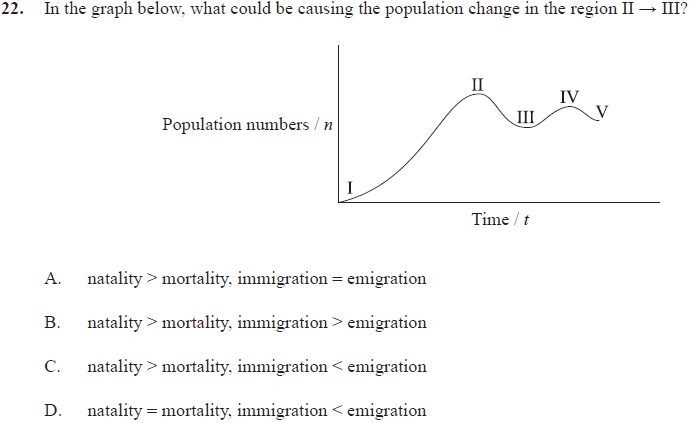 22. In the graph below, what could be causing the population change in the region II → III?
II
IV
Population numbers / n
III
V
I
Time / t
A. natality > mortality, immigration = emigration
B. natality > mortality, immigration > emigration
C. natality > mortality, immigration < emigration
D. natality = mortality, immigration < emigration